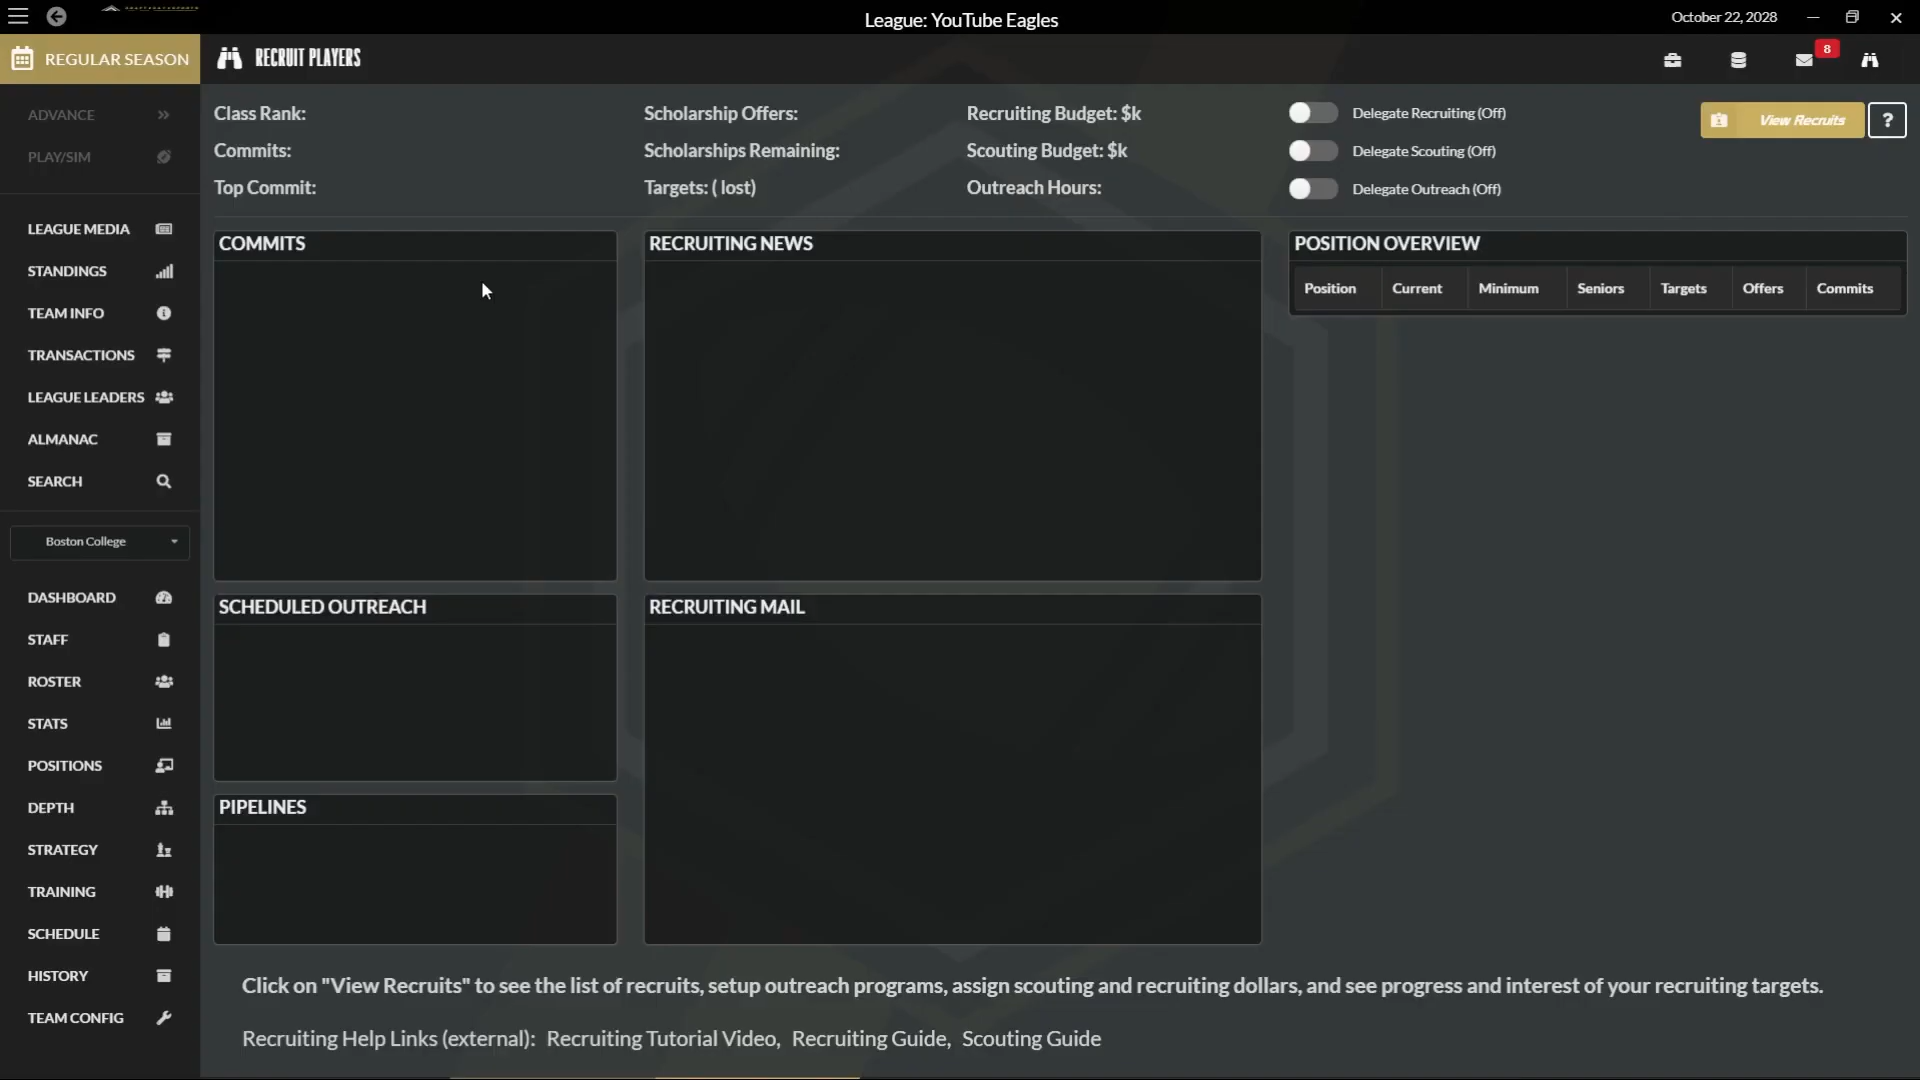 League: YouTube Eagles
October 22, 2028
REGULAR SEASON
RECRUIT PLAYERS
8
ADVANCE
PLAY/SIM
LEAGUE MEDIA
STANDINGS
TEAM INFO
TRANSACTIONS
LEAGUE LEADERS
ALMANAC
SEARCH
Boston College
DASHBOARD
STAFF
ROSTER
STATS
POSITIONS
DEPTH
STRATEGY
TRAINING
SCHEDULE
HISTORY
TEAM CONFIG
Class Rank:
Commits:
Top Commit:
Scholarship Offers:
Scholarships Remaining:
Targets: ( lost)
Recruiting Budget: $k
Scouting Budget: $k
Outreach Hours:
Delegate Recruiting (Off)
Delegate Scouting (Off)
Delegate Outreach (Off)
View Recruits
?
COMMITS
RECRUITING NEWS
POSITION OVERVIEW
Position Current Minimum Seniors Targets Offers Commits
SCHEDULED OUTREACH
RECRUITING MAIL
PIPELINES
Click on "View Recruits" to see the list of recruits, setup outreach programs, assign scouting and recruiting dollars, and see progress and interest of your recruiting targets.
Recruiting Help Links (external): Recruiting Tutorial Video, Recruiting Guide, Scouting Guide